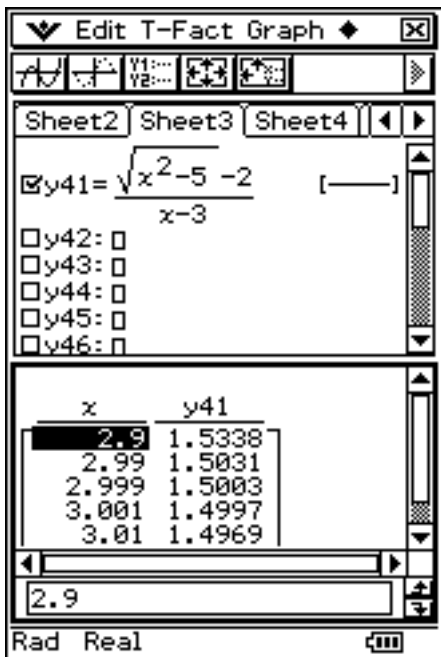 Edit T-Fact Graph ◆
Y1:··· Y2:···
Sheet2 Sheet3 Sheet4
☑y41=(√(x²-5) -2)/(x-3) [—]
□y42:▯
□y43:▯
□y44:▯
□y45:▯
□y46:▯
x y41
2.9 1.5338
2.99 1.5031
2.999 1.5003
3.001 1.4997
3.01 1.4969
2.9
Rad Real